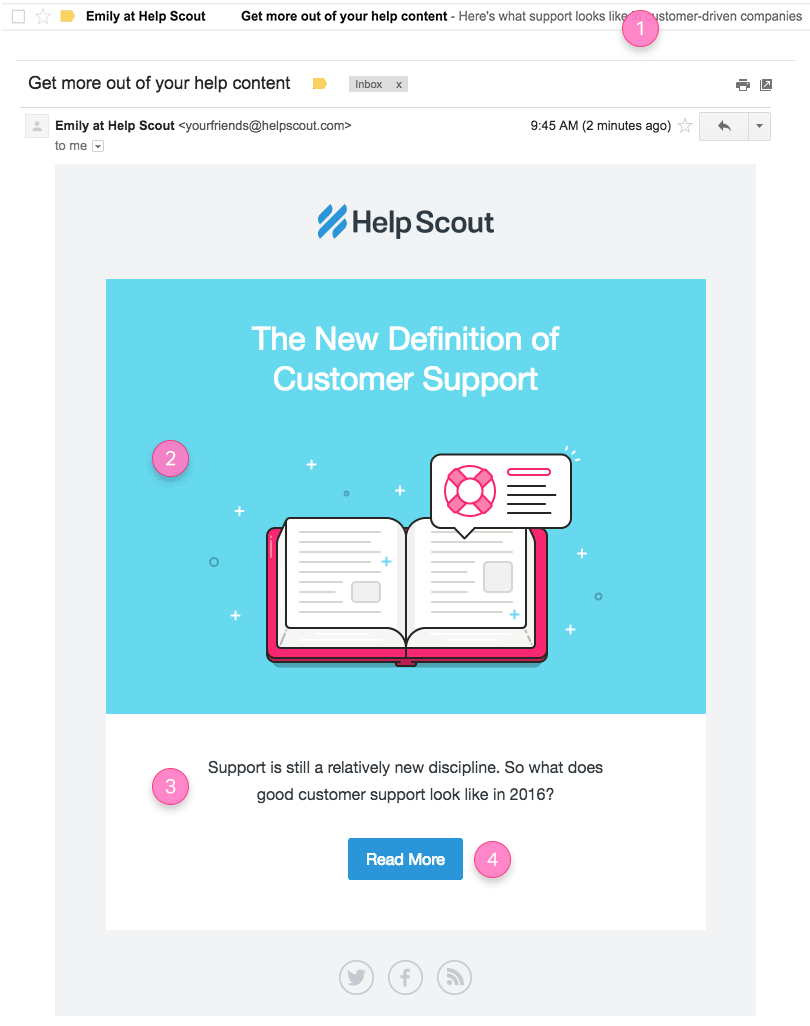 Emily at Help Scout Get more out of your help content - Here's what support looks like customer-driven companies
1
Get more out of your help content Inbox x
Emily at Help Scout <yourfriends@helpscout.com> 9:45 AM (2 minutes ago)
to me
Help Scout
The New Definition of
Customer Support
2
Support is still a relatively new discipline. So what does
3
good customer support look like in 2016?
Read More 4